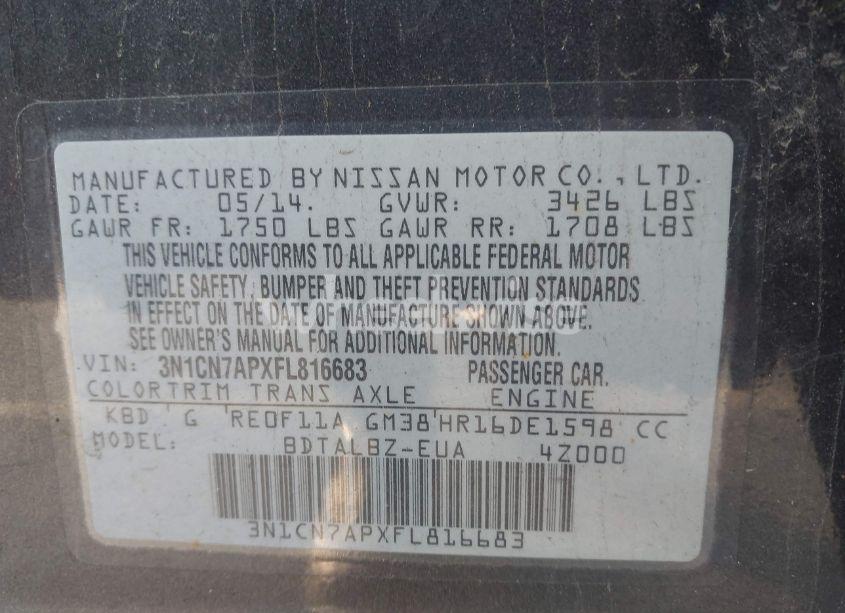 MANUFACTURED BY NISSAN MOTOR CO., LTD.
DATE: 05/14. GVWR: 3426 LBS
GAWR FR: 1750 LBS GAWR RR: 1708 LBS
THIS VEHICLE CONFORMS TO ALL APPLICABLE FEDERAL MOTOR
VEHICLE SAFETY, BUMPER AND THEFT PREVENTION STANDARDS
IN EFFECT ON THE DATE OF MANUFACTURE SHOWN ABOVE.
SEE OWNER'S MANUAL FOR ADDITIONAL INFORMATION.
VIN: 3N1CN7APXFL816683 PASSENGER CAR.
COLOR TRIM TRANS AXLE ENGINE
KBD G RE0F11A GM38 HR16DE1598 CC
MODEL: BDTALBZ-EUA 4Z000
3N1CN7APXFL816683